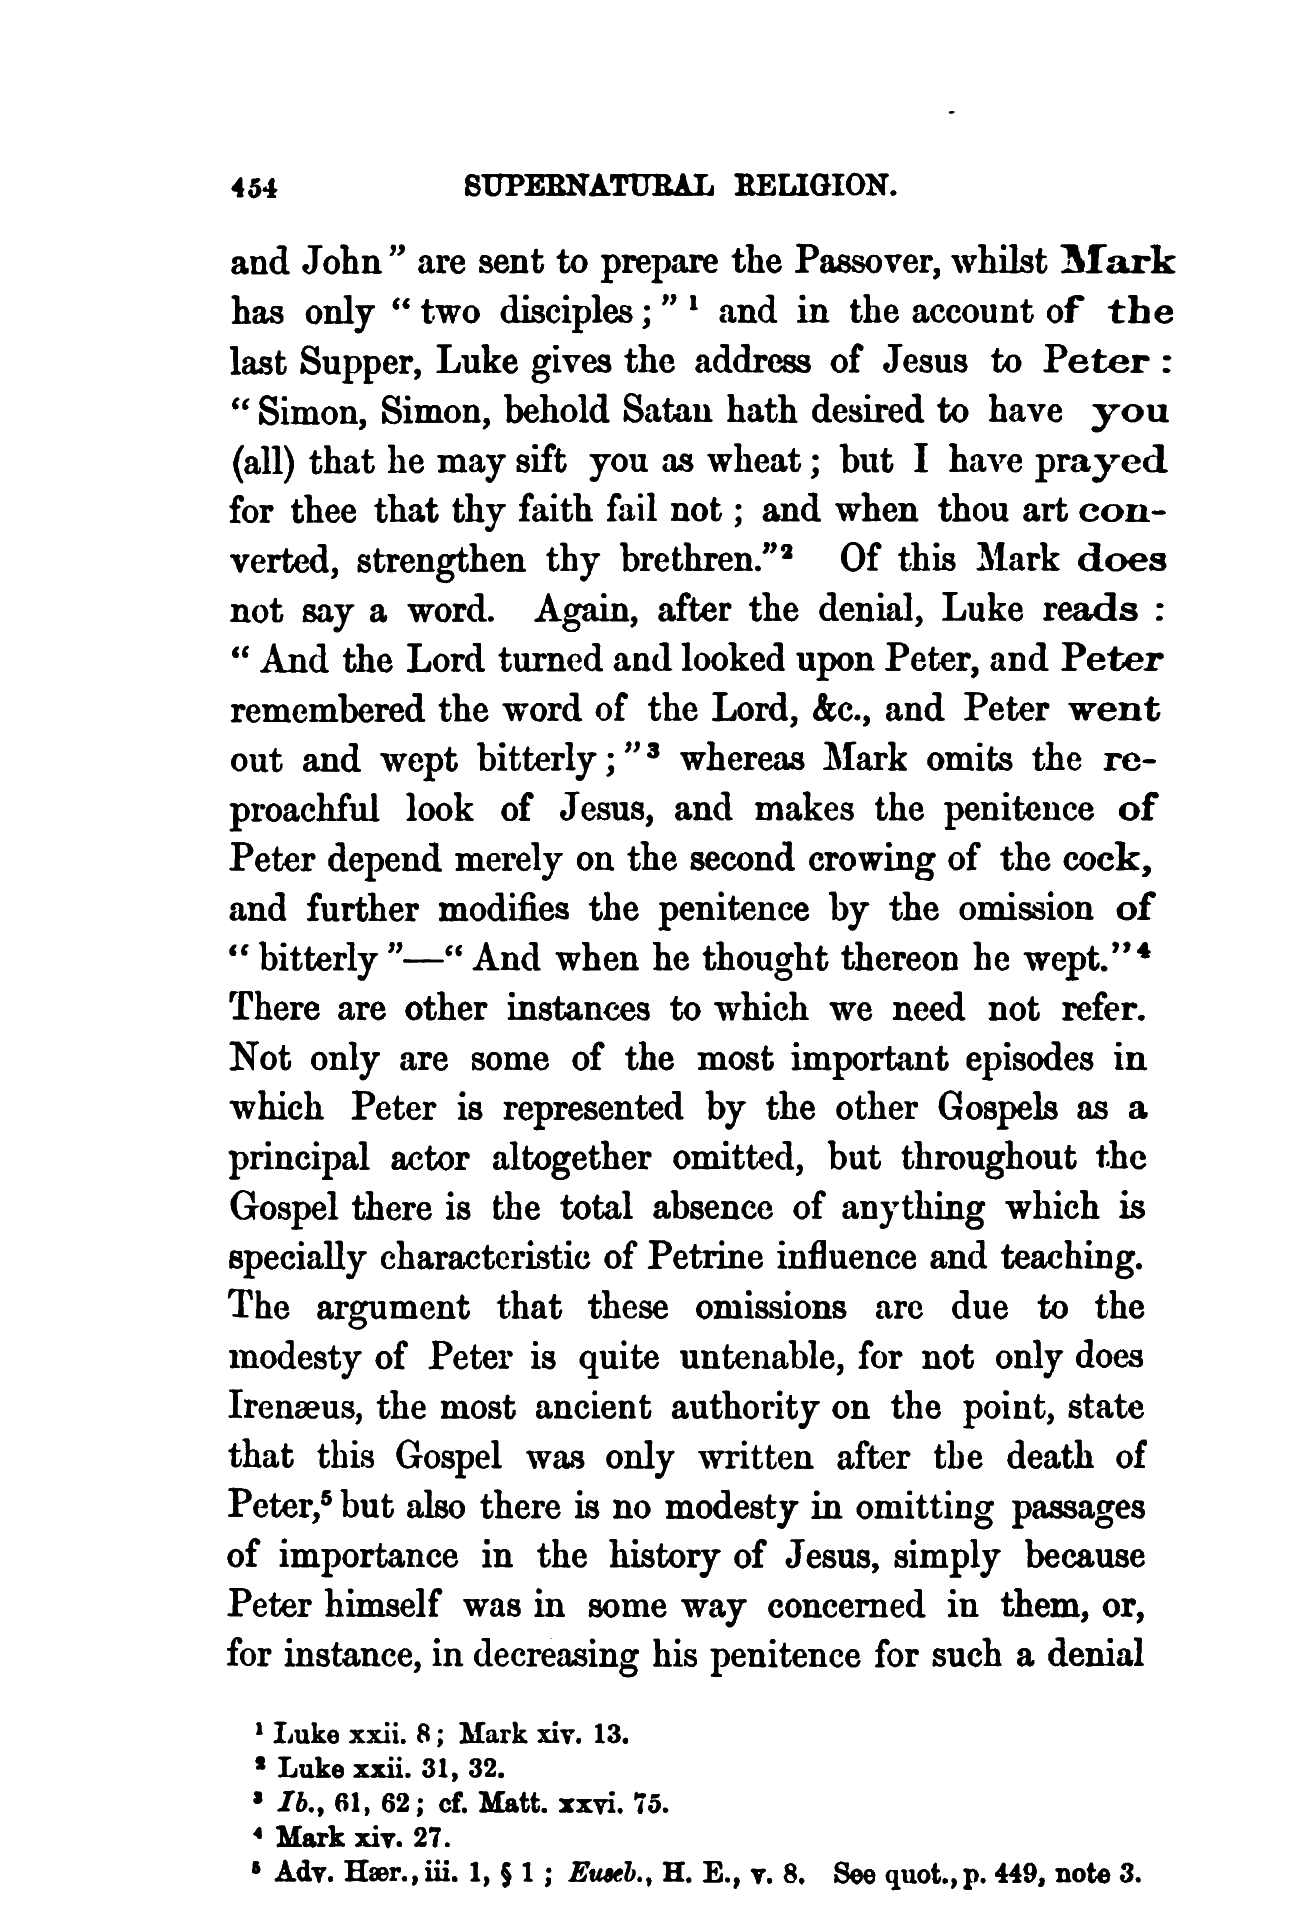 454 SUPERNATURAL RELIGION.
and John” are sent to prepare the Passover, whilst Mark
has only “two disciples;”¹ and in the account of the
last Supper, Luke gives the address of Jesus to Peter:
“Simon, Simon, behold Satan hath desired to have you
(all) that he may sift you as wheat; but I have prayed
for thee that thy faith fail not; and when thou art con-
verted, strengthen thy brethren.”² Of this Mark does
not say a word. Again, after the denial, Luke reads:
“And the Lord turned and looked upon Peter, and Peter
remembered the word of the Lord, &c., and Peter went
out and wept bitterly;”³ whereas Mark omits the re-
proachful look of Jesus, and makes the penitence of
Peter depend merely on the second crowing of the cock,
and further modifies the penitence by the omission of
“bitterly”—“And when he thought thereon he wept.”⁴
There are other instances to which we need not refer.
Not only are some of the most important episodes in
which Peter is represented by the other Gospels as a
principal actor altogether omitted, but throughout the
Gospel there is the total absence of anything which is
specially characteristic of Petrine influence and teaching.
The argument that these omissions are due to the
modesty of Peter is quite untenable, for not only does
Irenæus, the most ancient authority on the point, state
that this Gospel was only written after the death of
Peter,⁵ but also there is no modesty in omitting passages
of importance in the history of Jesus, simply because
Peter himself was in some way concerned in them, or,
for instance, in decreasing his penitence for such a denial
¹ Luke xxii. 8; Mark xiv. 13.
² Luke xxii. 31, 32.
³ Ib., 61, 62; cf. Matt. xxvi. 75.
⁴ Mark xiv. 27.
⁵ Adv. Hær., iii. 1, § 1; Euseb., H. E., v. 8. See quot., p. 449, note 3.